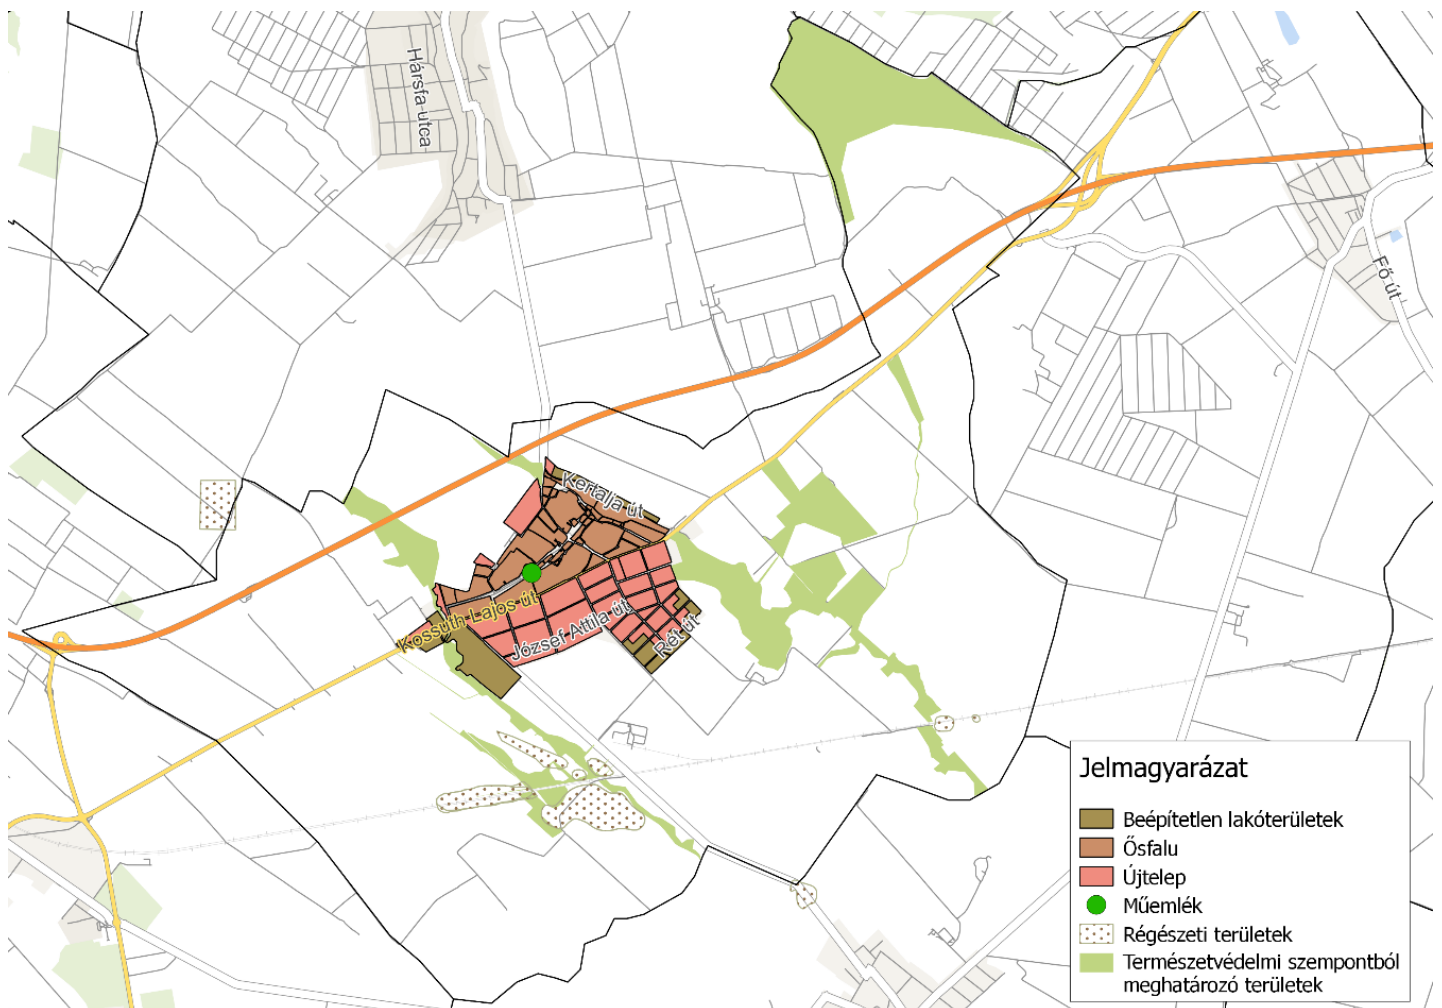 Hársfa utca
Fő út
Kertalja út
Kossuth Lajos út
József Attila út
Rét út
Jelmagyarázat
Beépítetlen lakóterületek
Ősfalu
Újtelep
Műemlék
Régészeti területek
Természetvédelmi szempontból
meghatározó területek